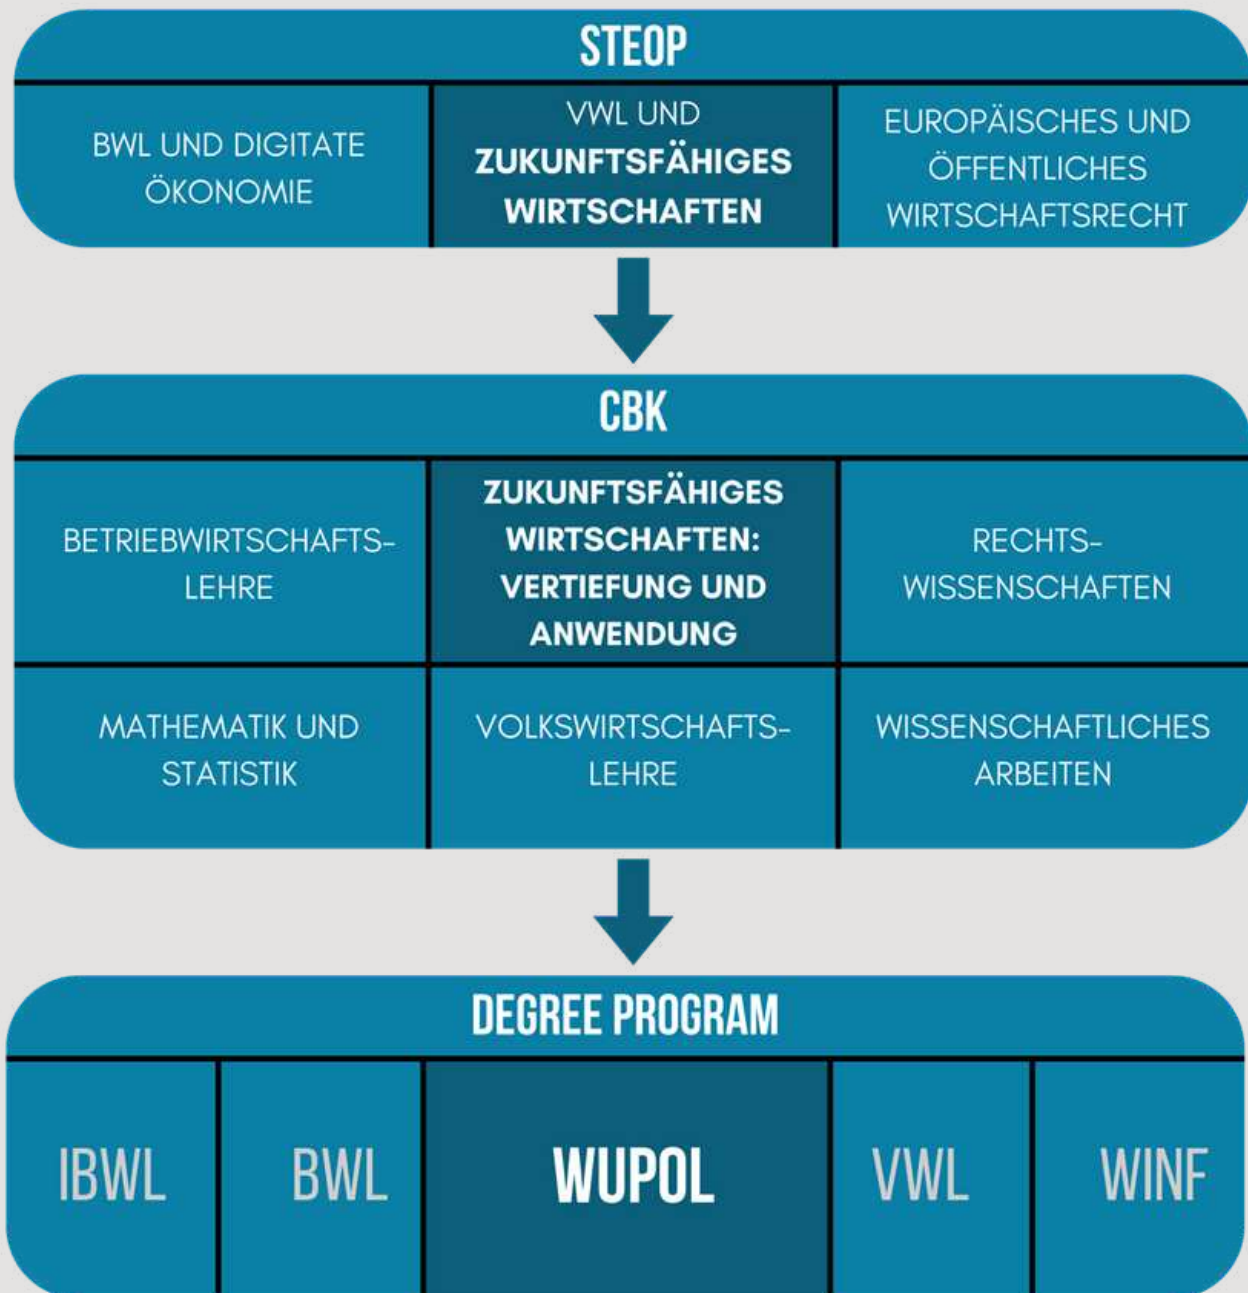 STEOP
BWL UND DIGITATE
ÖKONOMIE
VWL UND
ZUKUNFTSFÄHIGES
WIRTSCHAFTEN
EUROPÄISCHES UND
ÖFFENTLICHES
WIRTSCHAFTSRECHT
CBK
BETRIEBWIRTSCHAFTS-
LEHRE
ZUKUNFTSFÄHIGES
WIRTSCHAFTEN:
VERTIEFUNG UND
ANWENDUNG
RECHTS-
WISSENSCHAFTEN
MATHEMATIK UND
STATISTIK
VOLKSWIRTSCHAFTS-
LEHRE
WISSENSCHAFTLICHES
ARBEITEN
DEGREE PROGRAM
IBWL
BWL
WUPOL
VWL
WINF